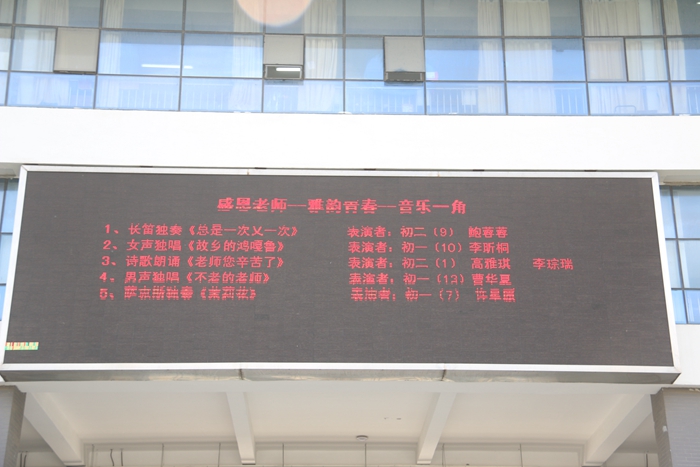 感恩老师—雅韵青春—音乐一角
1、长笛独奏《总是一次又一次》 表演者：初二（9） 鲍蓉蓉
2、女声独唱《故乡的鸿嘎鲁》 表演者：初一（10）李斯桐
3、诗歌朗诵《老师您辛苦了》 表演者：初二（1） 高雅琪 李琮瑞
4、男声独唱《不老的老师》 表演者：初一（12）曹华夏
5、萨克斯独奏《茉莉花》 表演者：初一（7）